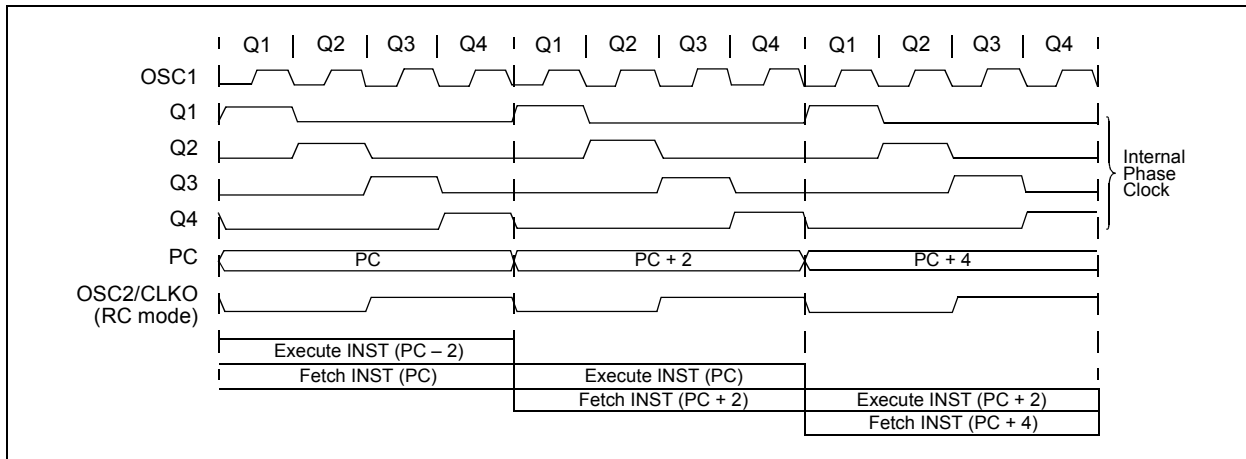 Q1 Q2 Q3 Q4 Q1 Q2 Q3 Q4 Q1 Q2 Q3 Q4
OSC1
Q1
Q2
Q3
Q4
Internal
Phase
Clock
PC PC PC + 2 PC + 4
OSC2/CLKO
(RC mode)
Execute INST (PC – 2)
Fetch INST (PC) Execute INST (PC)
Fetch INST (PC + 2) Execute INST (PC + 2)
Fetch INST (PC + 4)